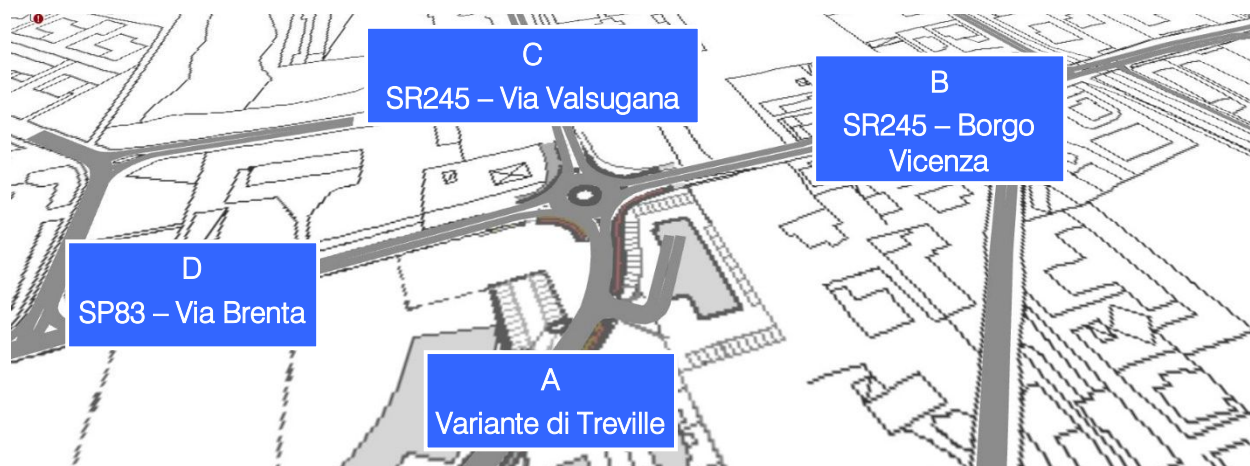 C
SR245 – Via Valsugana
B
SR245 – Borgo
Vicenza
D
SP83 – Via Brenta
A
Variante di Treville